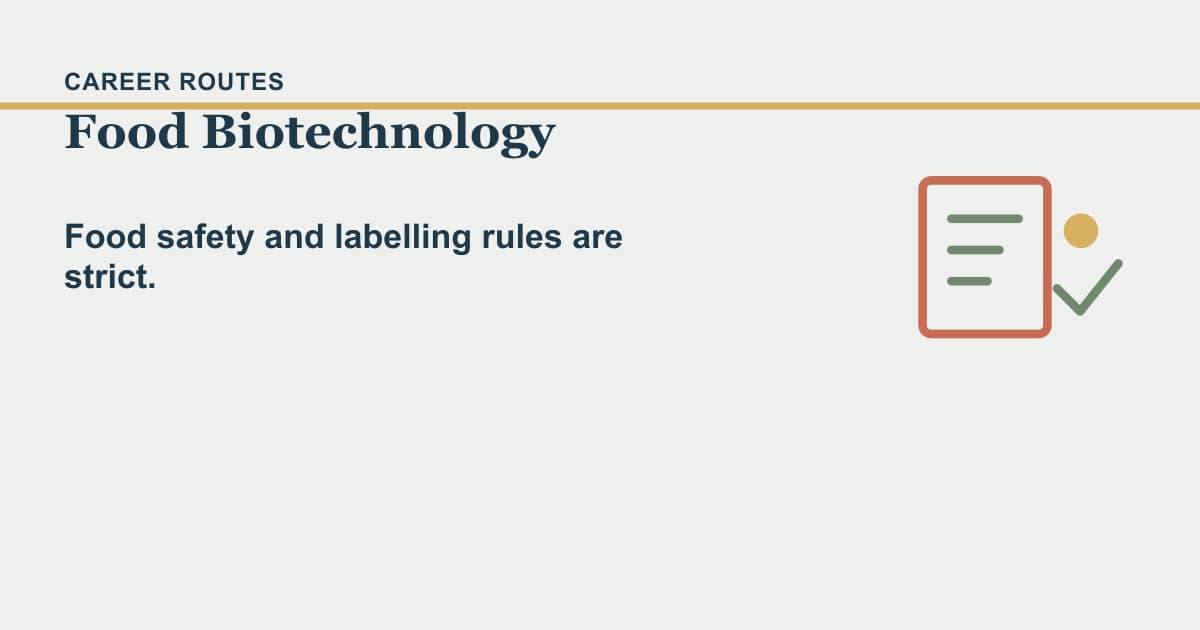 CAREER ROUTES
Food Biotechnology
Food safety and labelling rules are
strict.